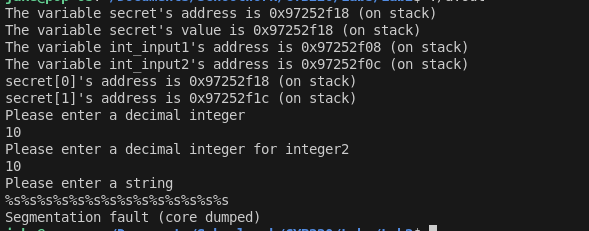 The variable secret's address is 0x97252f18 (on stack)
The variable secret's value is 0x97252f18 (on stack)
The variable int_input1's address is 0x97252f08 (on stack)
The variable int_input2's address is 0x97252f0c (on stack)
secret[0]'s address is 0x97252f18 (on stack)
secret[1]'s address is 0x97252f1c (on stack)
Please enter a decimal integer
10
Please enter a decimal integer for integer2
10
Please enter a string
%s%s%s%s%s%s%s%s%s%s%s%s%s%s
Segmentation fault (core dumped)